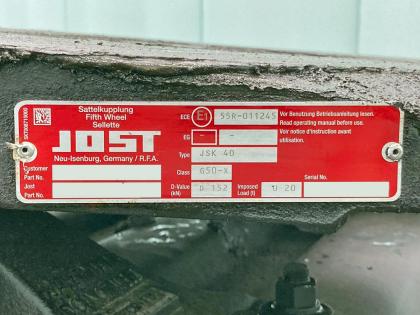 Sattelkupplung
Fifth Wheel
Sellette
JOST
Neu-Isenburg, Germany / R.F.A.
Customer
Part No.
Jost
Part No.
ECE E1 55R-011245
EG - -
Type JSK 40
Class G50-X
D-Value (kN) D 152 Imposed Load (t) U 20
Serial No.
Vor Benutzung Betriebsanleitung lesen.
Read operating manual before use.
Voir notice d'instruction avant
utilisation.